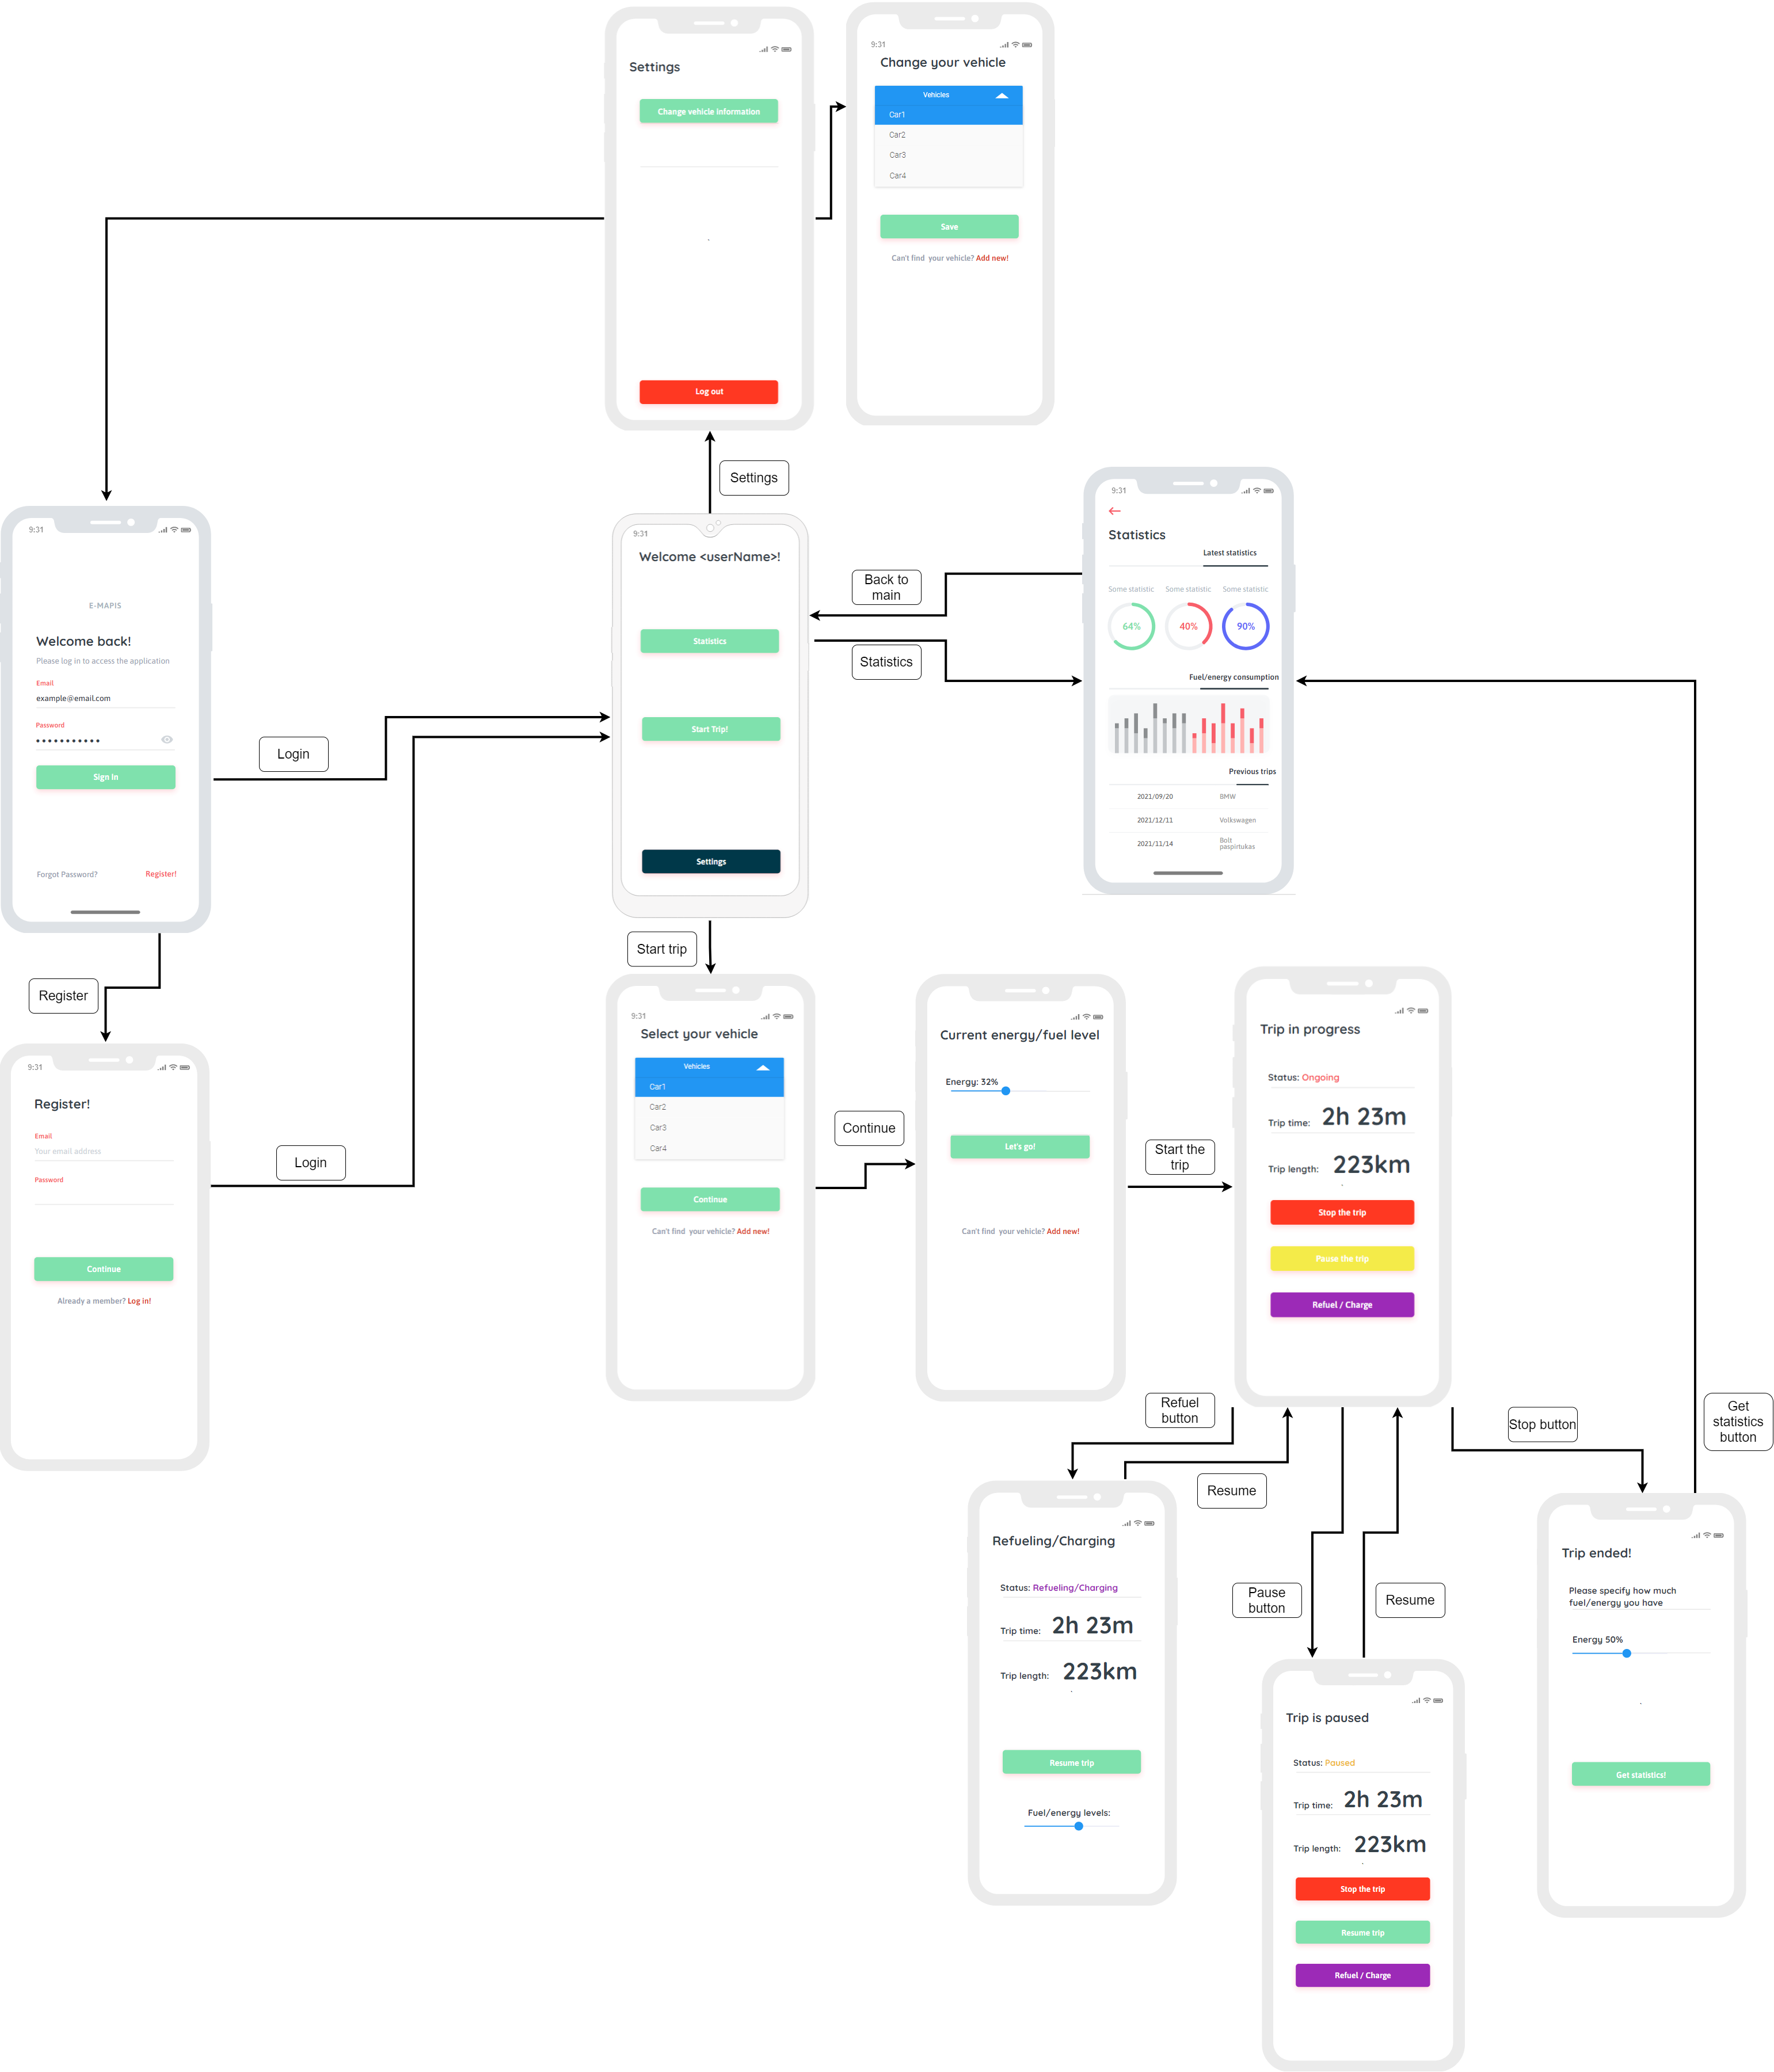 Settings
Change vehicle information
Log out
9:31
Change your vehicle
Vehicles
Car1
Car2
Car3
Car4
Save
Can't find your vehicle? Add new!
Settings
9:31
E-MAPIS
Welcome back!
Please log in to access the application
Email
example@email.com
Password
Sign In
Forgot Password?
Register!
Login
9:31
Welcome <userName>!
Statistics
Start Trip!
Settings
Back to
main
Statistics
9:31
Statistics
Latest statistics
Some statistic
Some statistic
Some statistic
64%
40%
90%
Fuel/energy consumption
Previous trips
2021/09/20
BMW
2021/12/11
Volkswagen
2021/11/14
Bolt
paspirtukas
Register
9:31
Register!
Email
Your email address
Password
Continue
Already a member? Log in!
Login
Start trip
9:31
Select your vehicle
Vehicles
Car1
Car2
Car3
Car4
Continue
Can't find your vehicle? Add new!
Continue
Current energy/fuel level
Energy: 32%
Let's go!
Can't find your vehicle? Add new!
Start the
trip
Trip in progress
Status: Ongoing
Trip time: 2h 23m
Trip length: 223km
Stop the trip
Pause the trip
Refuel / Charge
Refuel
button
Resume
Stop button
Get
statistics
button
Refueling/Charging
Status: Refueling/Charging
Trip time: 2h 23m
Trip length: 223km
Resume trip
Fuel/energy levels:
Pause
button
Resume
Trip is paused
Status: Paused
Trip time: 2h 23m
Trip length: 223km
Stop the trip
Resume trip
Refuel / Charge
Trip ended!
Please specify how much
fuel/energy you have
Energy 50%
Get statistics!